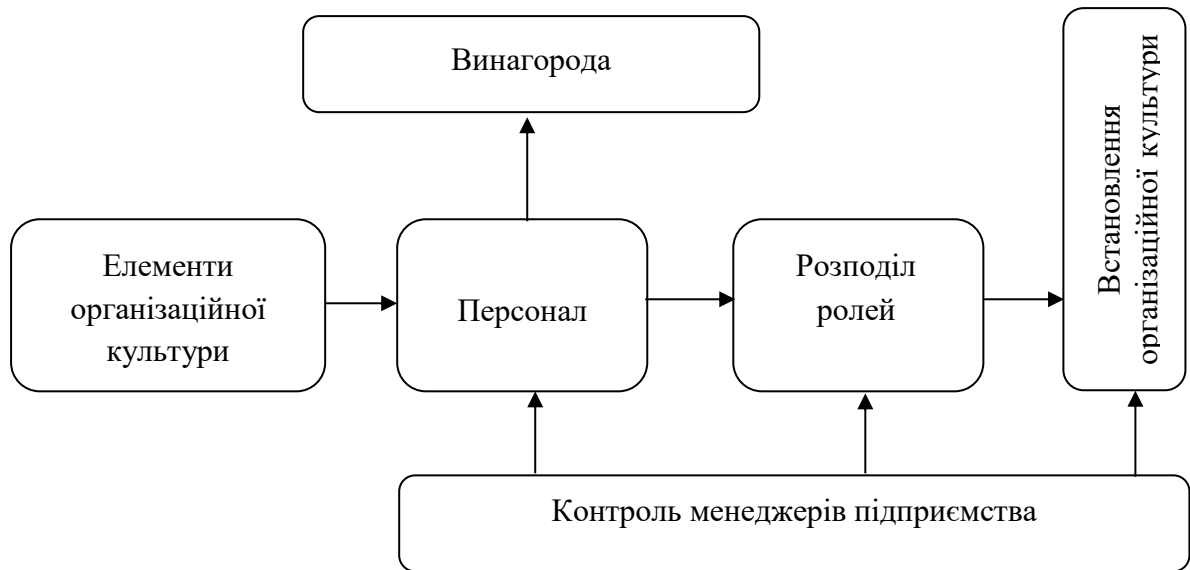 Винагорода
Елементи
організаційної
культури
Персонал
Розподіл
ролей
Встановлення
організаційної культури
Контроль менеджерів підприємства